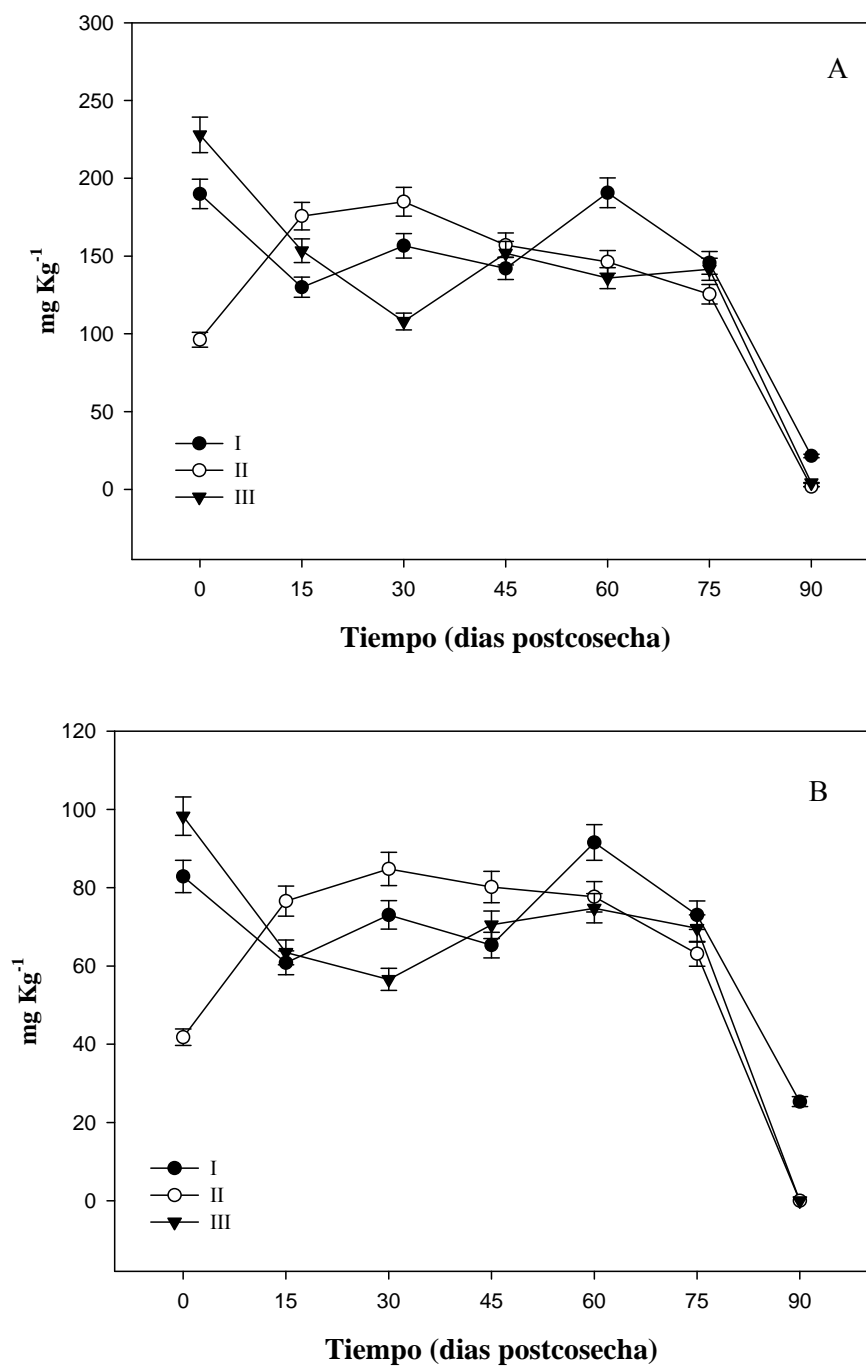 300
A
250
200
150
100
50
0
mg Kg-1
I
II
III
0 15 30 45 60 75 90
Tiempo (dias postcosecha)
120
B
100
80
60
40
20
0
mg Kg-1
I
II
III
0 15 30 45 60 75 90
Tiempo (dias postcosecha)